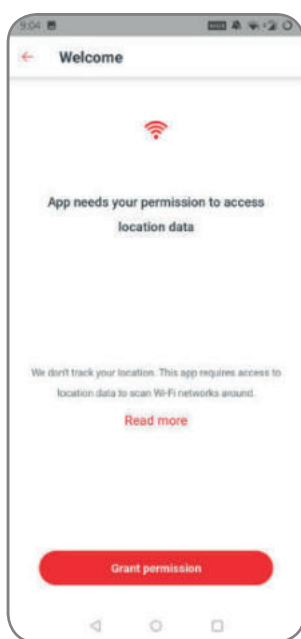 9:04
Welcome
App needs your permission to access
location data
We don't track your location. This app requires access to
location data to scan Wi-Fi networks around.
Read more
Grant permission